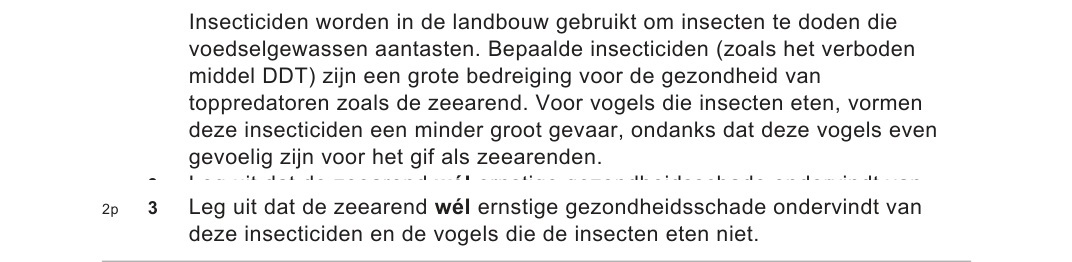 Insecticiden worden in de landbouw gebruikt om insecten te doden die
voedselgewassen aantasten. Bepaalde insecticiden (zoals het verboden
middel DDT) zijn een grote bedreiging voor de gezondheid van
toppredatoren zoals de zeearend. Voor vogels die insecten eten, vormen
deze insecticiden een minder groot gevaar, ondanks dat deze vogels even
gevoelig zijn voor het gif als zeearenden.
2p 3 Leg uit dat de zeearend wél ernstige gezondheidsschade ondervindt van
deze insecticiden en de vogels die de insecten eten niet.